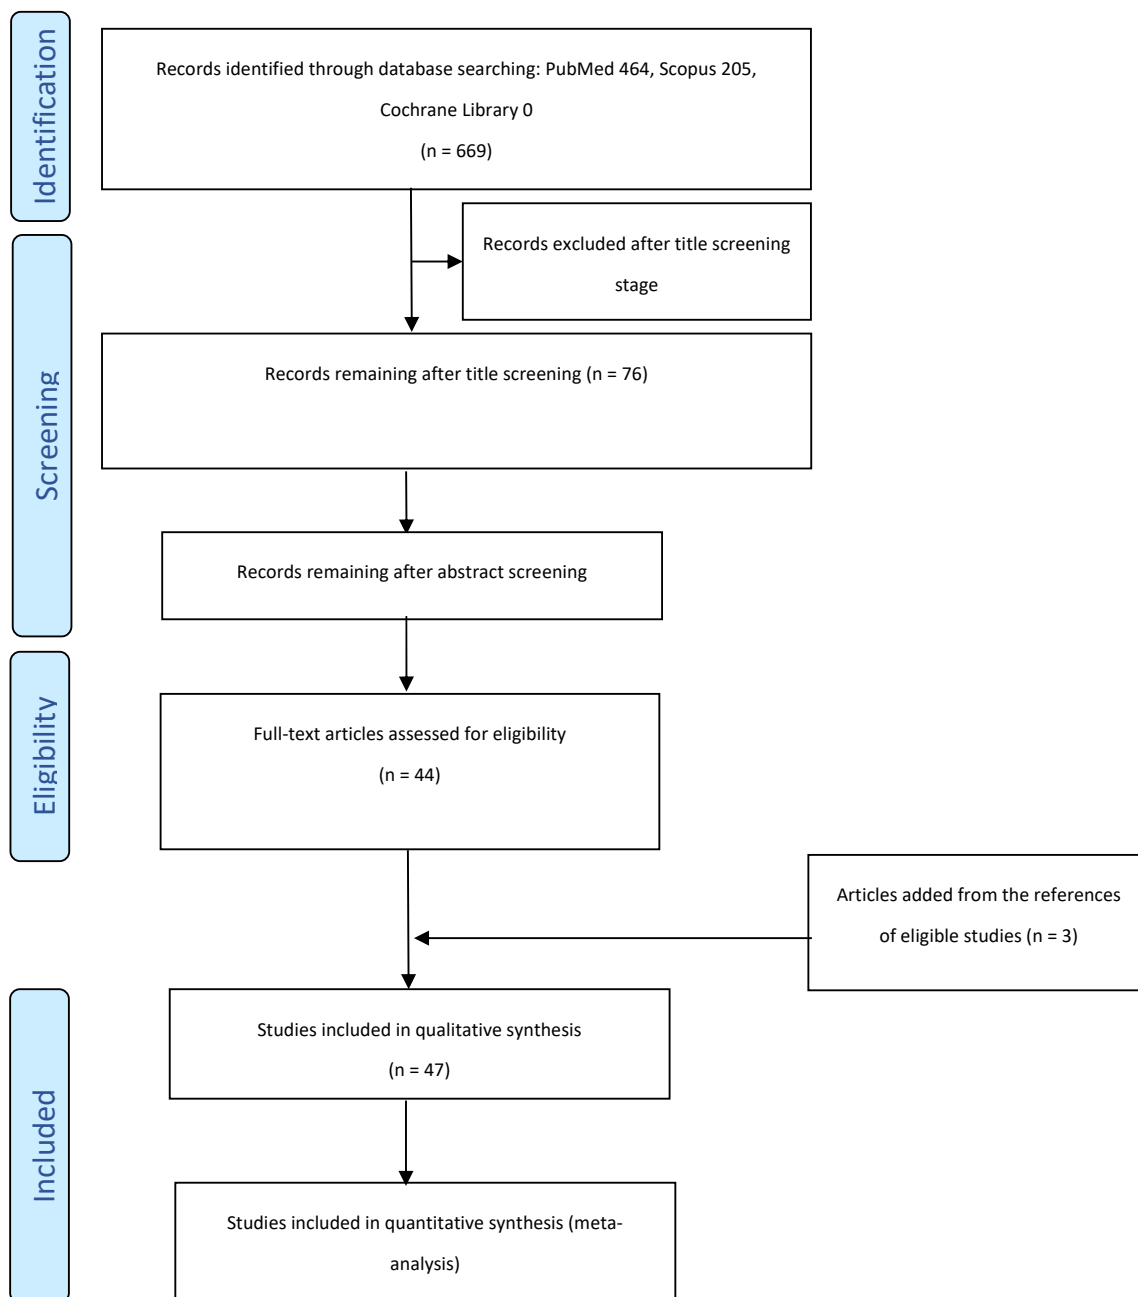 Identification
Records identified through database searching: PubMed 464, Scopus 205,
Cochrane Library 0
(n = 669)
Records excluded after title screening
stage
Screening
Records remaining after title screening (n = 76)
Records remaining after abstract screening
Eligibility
Full-text articles assessed for eligibility
(n = 44)
Articles added from the references
of eligible studies (n = 3)
Included
Studies included in qualitative synthesis
(n = 47)
Studies included in quantitative synthesis (meta-
analysis)